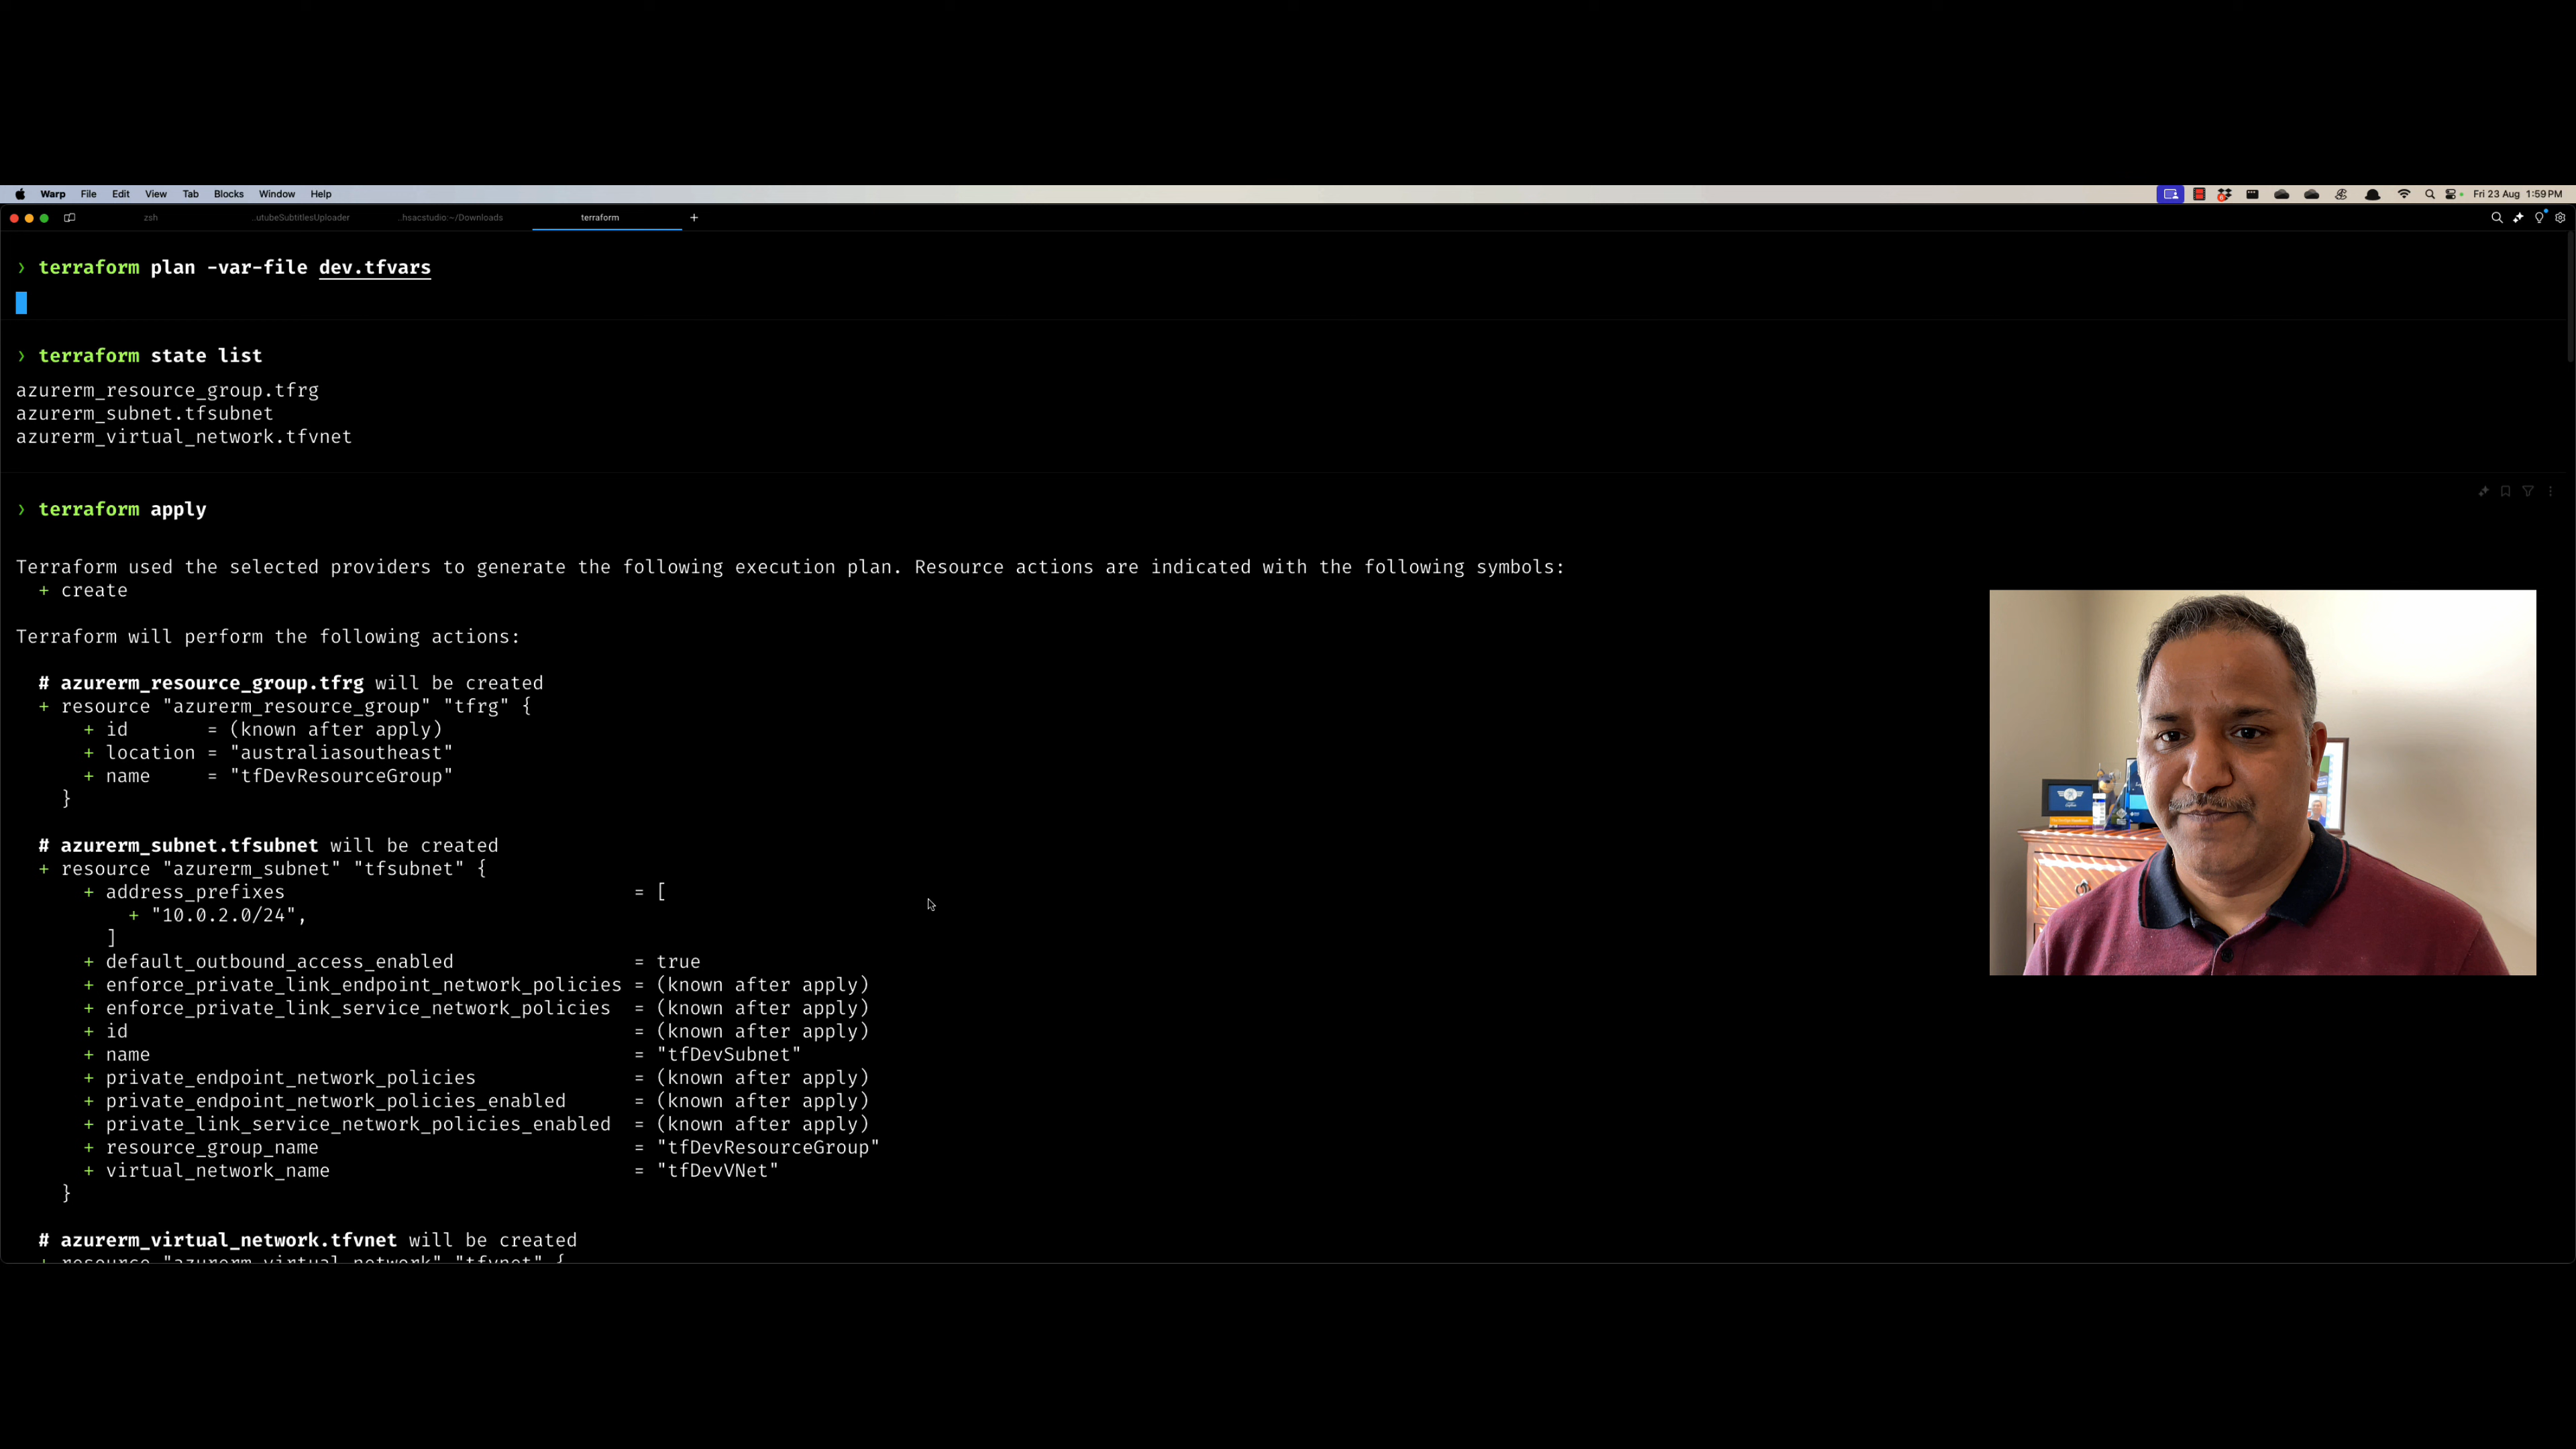 Warp File Edit View Tab Blocks Window Help
Fri 23 Aug 1:59 PM
zsh
...utubeSubtitlesUploader
...hsacstudio:~/Downloads
terraform
+
❯ terraform plan -var-file dev.tfvars
❯ terraform state list
azurerm_resource_group.tfrg
azurerm_subnet.tfsubnet
azurerm_virtual_network.tfvnet
❯ terraform apply
Terraform used the selected providers to generate the following execution plan. Resource actions are indicated with the following symbols:
+ create
Terraform will perform the following actions:
# azurerm_resource_group.tfrg will be created
+ resource "azurerm_resource_group" "tfrg" {
+ id = (known after apply)
+ location = "australiasoutheast"
+ name = "tfDevResourceGroup"
}
# azurerm_subnet.tfsubnet will be created
+ resource "azurerm_subnet" "tfsubnet" {
+ address_prefixes = [
+ "10.0.2.0/24",
]
+ default_outbound_access_enabled = true
+ enforce_private_link_endpoint_network_policies = (known after apply)
+ enforce_private_link_service_network_policies = (known after apply)
+ id = (known after apply)
+ name = "tfDevSubnet"
+ private_endpoint_network_policies = (known after apply)
+ private_endpoint_network_policies_enabled = (known after apply)
+ private_link_service_network_policies_enabled = (known after apply)
+ resource_group_name = "tfDevResourceGroup"
+ virtual_network_name = "tfDevVNet"
}
# azurerm_virtual_network.tfvnet will be created
+ resource "azurerm_virtual_network" "tfvnet" {